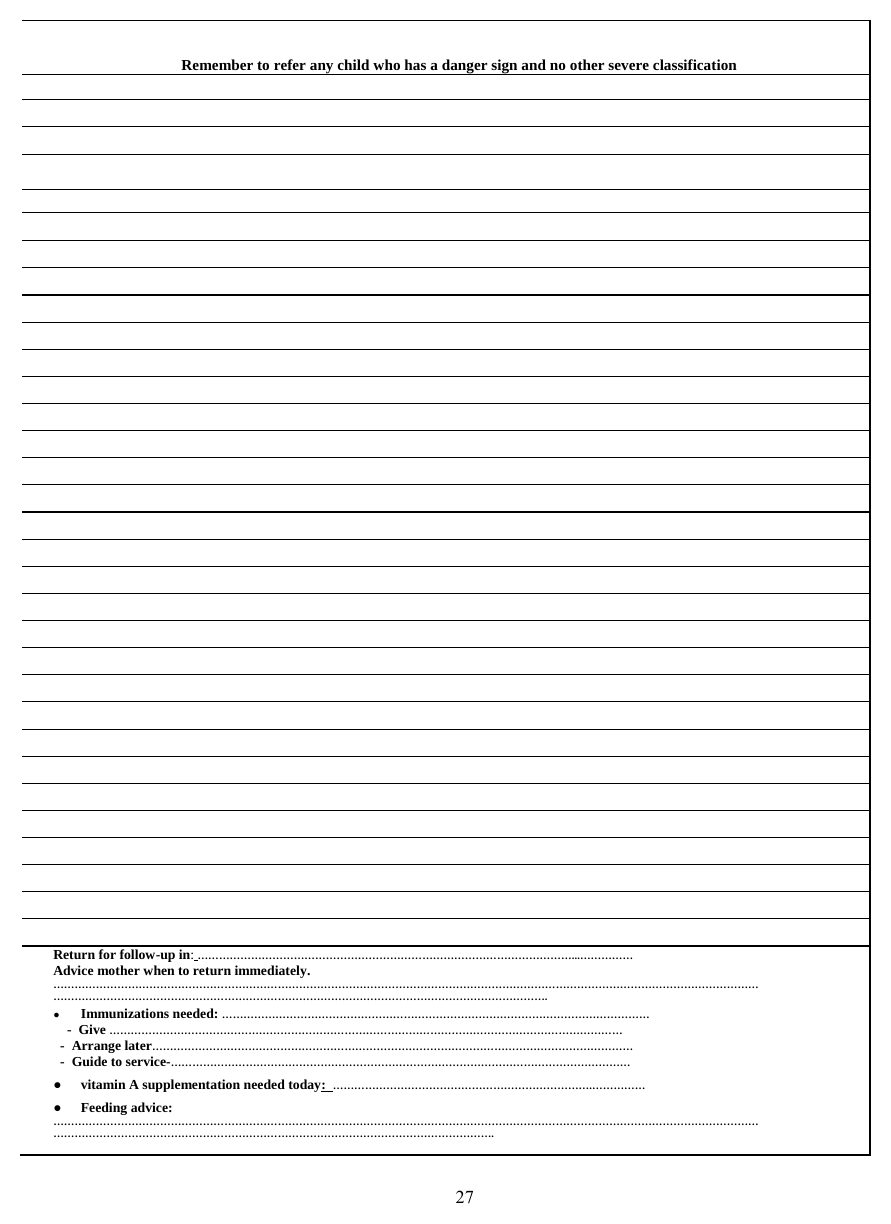 Remember to refer any child who has a danger sign and no other severe classification
Return for follow-up in: ................................................................................................................
Advice mother when to return immediately.
................................................................................................................................................
................................................................................................................
● Immunizations needed: ................................................................................................
- Give ................................................................................................................
- Arrange later................................................................................................................
- Guide to service-................................................................................................................
● vitamin A supplementation needed today: ................................................................
● Feeding advice:
................................................................................................................................................
................................................................................................................
27